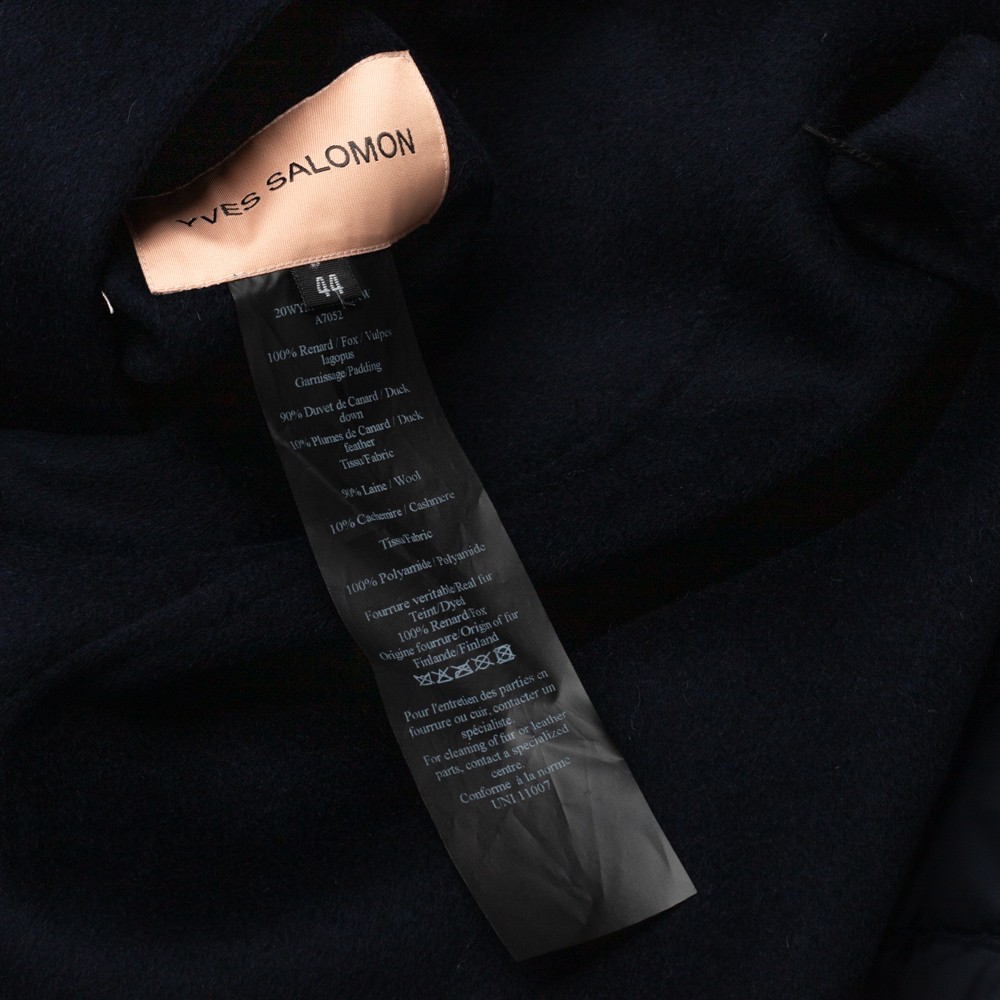 YVES SALOMON
44
A7052
100% Renard / Fox / Vulpes
lagopus
Garnissage/Padding
90% Duvet de Canard / Duck
down
10% Plumes de Canard / Duck
feather
Tissu/Fabric
90% Laine / Wool
10% Cachemire / Cashmere
Tissu/Fabric
100% Polyamide / Polyamide
Fourrure veritable/Real fur
Teint/Dyed
100% Renard/Fox
Origine fourrure/Origin of fur
Finlande/Finland
Pour l'entretien des parties en
fourrure ou cuir, contacter un
spécialiste.
For cleaning of fur or leather
parts, contact a specialized
centre.
Conforme à la norme
UNI 11007